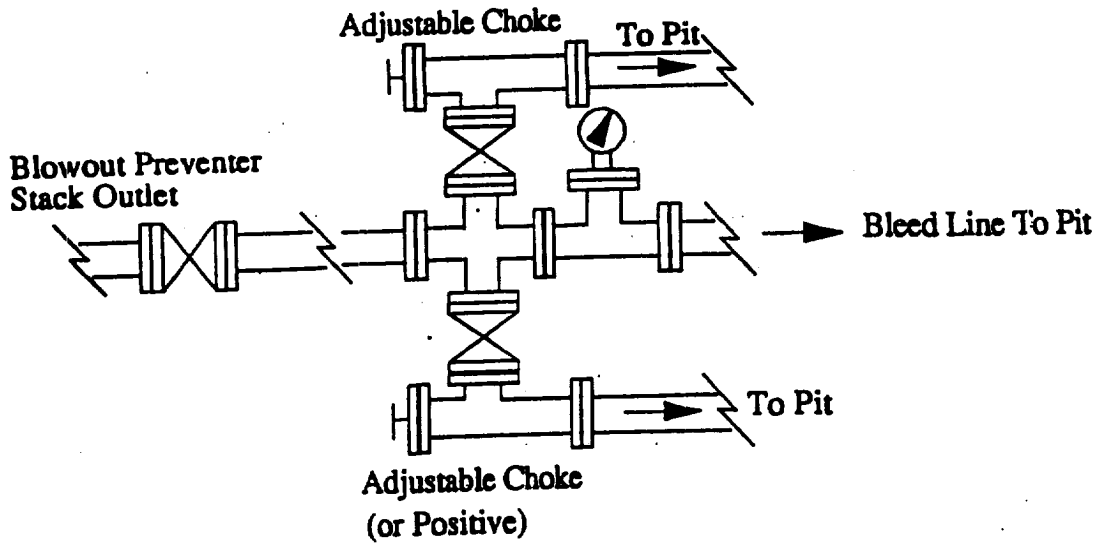 Adjustable Choke
To Pit
Blowout Preventer
Stack Outlet
Bleed Line To Pit
To Pit
Adjustable Choke
(or Positive)